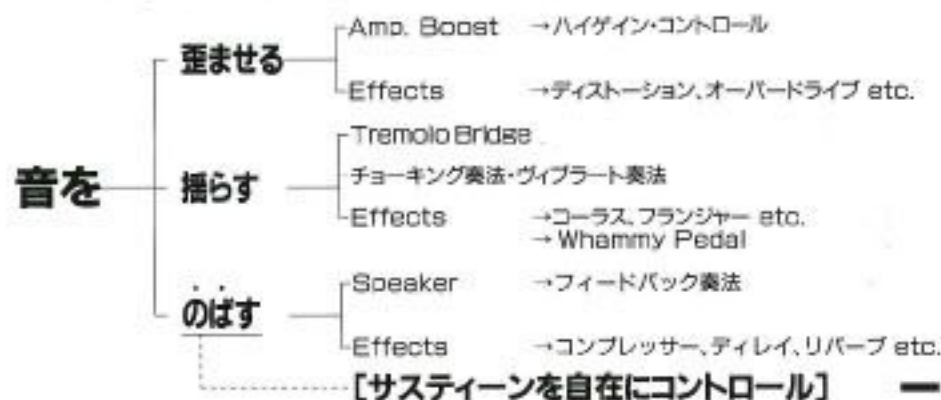 音を
歪ませる
Amp. Boost →ハイゲイン・コントロール
Effects →ディストーション、オーバードライブ etc.
揺らす
Tremolo Bridge
チョーキング奏法・ヴィブラート奏法
Effects →コーラス、フランジャー etc.
→ Whammy Pedal
のばす
Speaker →フィードバック奏法
Effects →コンプレッサー、ディレイ、リバーブ etc.
[サスティーンを自在にコントロール]